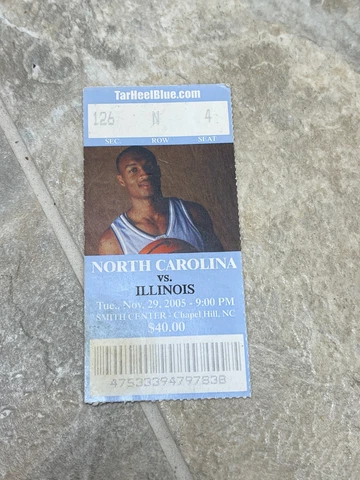 TarHeelBlue.com
126 N 4
SEC. ROW SEAT
NORTH CAROLINA
vs.
ILLINOIS
Tue., Nov. 29, 2005 - 9:00 PM
SMITH CENTER - Chapel Hill, NC
$40.00
47533394797838